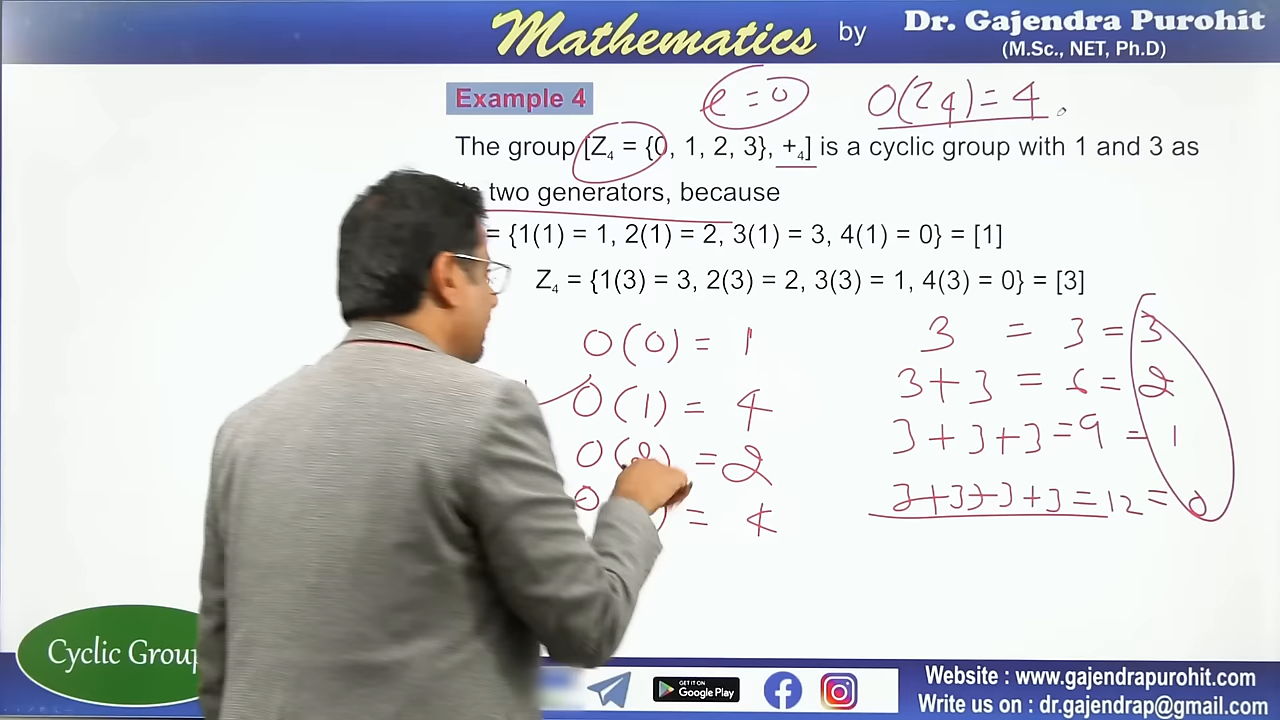 Mathematics by Dr. Gajendra Purohit
(M.Sc., NET, Ph.D)
Example 4
e = 0
O(Z4) = 4
The group [Z₄ = {0, 1, 2, 3}, +₄] is a cyclic group with 1 and 3 as
two generators, because
= {1(1) = 1, 2(1) = 2, 3(1) = 3, 4(1) = 0} = [1]
Z₄ = {1(3) = 3, 2(3) = 2, 3(3) = 1, 4(3) = 0} = [3]
O(0) = 1
O(1) = 4
O(2) = 2
= 4
3 = 3 = 3
3+3 = 6 = 2
3+3+3 = 9 = 1
3+3+3+3 = 12 = 0
Cyclic Group
GET IT ON
Google Play
Website : www.gajendrapurohit.com
Write us on : dr.gajendrap@gmail.com